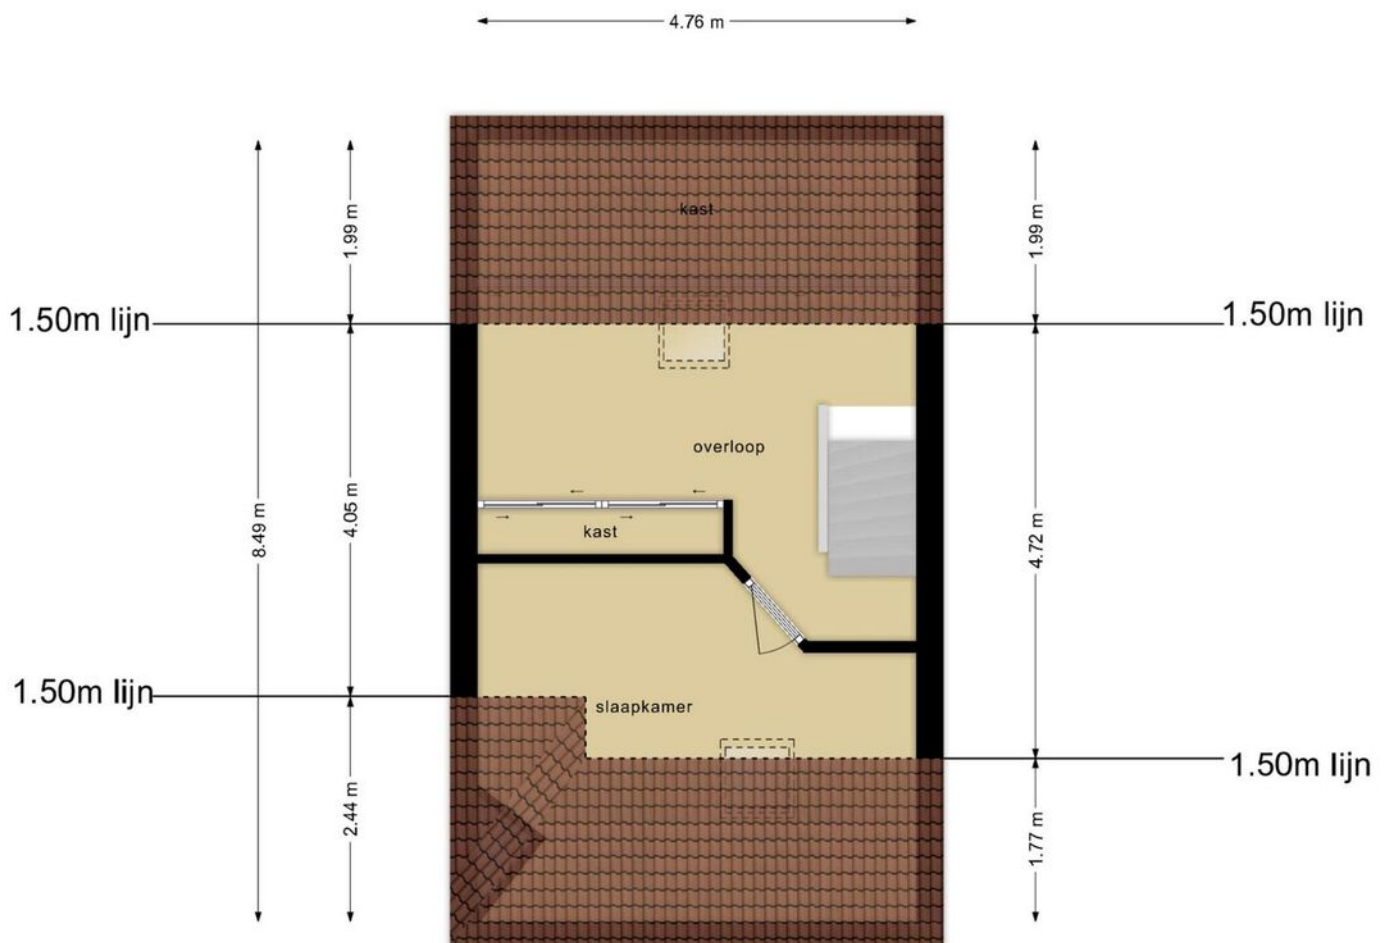 4.76 m
kast
1.99 m
1.99 m
1.50m lijn
1.50m lijn
overloop
kast
8.49 m
4.05 m
4.72 m
1.50m lijn
slaapkamer
1.50m lijn
2.44 m
1.77 m